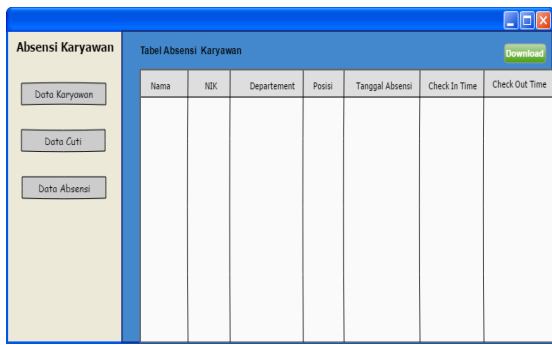 Absensi Karyawan
Data Karyawan
Data Cuti
Data Absensi
Tabel Absensi Karyawan
Download
Nama NIK Departement Posisi Tanggal Absensi Check In Time Check Out Time